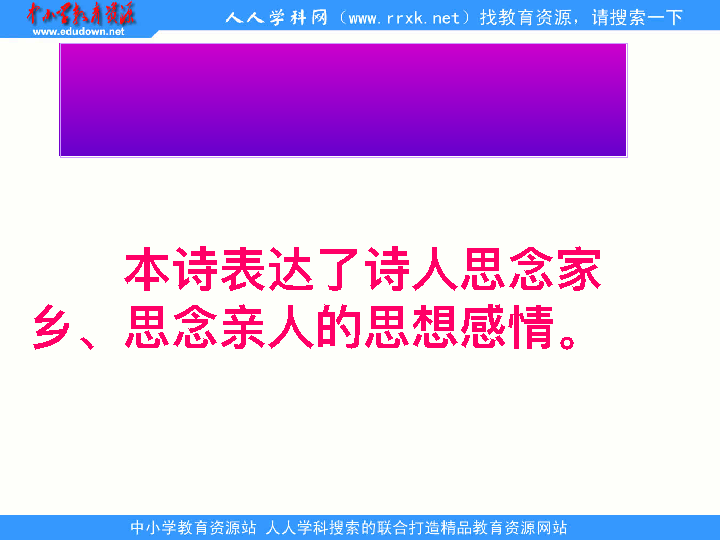 中小学教育资源
www.edudown.net
人人学科网（www.rrxk.net）找教育资源，请搜索一下
本诗表达了诗人思念家
乡、思念亲人的思想感情。
中小学教育资源站 人人学科搜索的联合打造精品教育资源网站